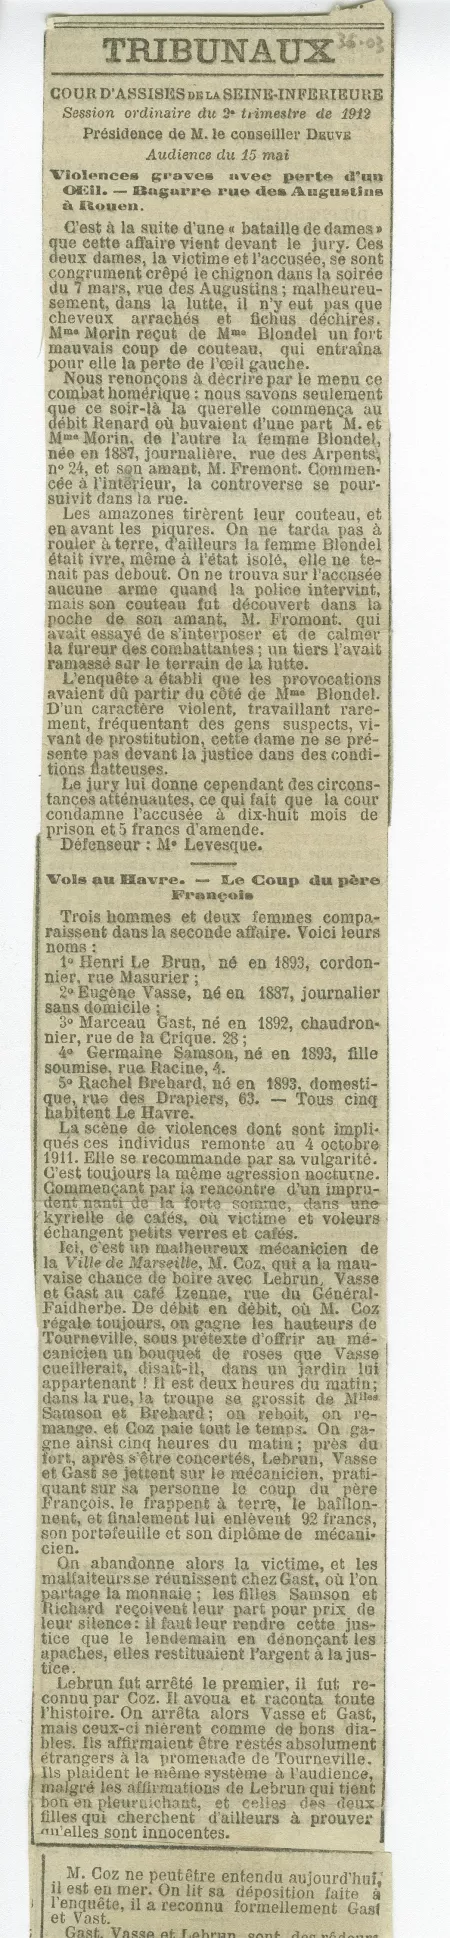 36-03
TRIBUNAUX
COUR D'ASSISES DE LA SEINE-INFÉRIEURE
Session ordinaire du 2e trimestre de 1912
Présidence de M. le conseiller DEUVE
Audience du 15 mai
Violences graves avec perte d'un
Œil. — Bagarre rue des Augustins
à Rouen.
C'est à la suite d'une « bataille de dames »
que cette affaire vient devant le jury. Ces
deux dames, la victime et l'accusée, se sont
congrument crêpé le chignon dans la soirée
du 7 mars, rue des Augustins ; malheureu-
sement, dans la lutte, il n'y eut pas que
cheveux arrachés et fichus déchirés.
Mme Morin reçut de Mme Blondel un fort
mauvais coup de couteau, qui entraîna
pour elle la perte de l'œil gauche.
Nous renonçons à décrire par le menu ce
combat homérique : nous savons seulement
que ce soir-là la querelle commença au
débit Renard où buvaient d'une part M. et
Mme Morin, de l'autre la femme Blondel,
née en 1887, journalière, rue des Arpents,
n° 24, et son amant, M. Fremont. Commen-
cée à l'intérieur, la controverse se pour-
suivit dans la rue.
Les amazones tirèrent leur couteau, et
en avant les piqûres. On ne tarda pas à
rouler à terre, d'ailleurs la femme Blondel
était ivre, même à l'état isolé, elle ne te-
nait pas debout. On ne trouva sur l'accusée
aucune arme quand la police intervint,
mais son couteau fut découvert dans la
poche de son amant, M. Fromont, qui
avait essayé de s'interposer et de calmer
la fureur des combattantes ; un tiers l'avait
ramassé sur le terrain de la lutte.
L'enquête a établi que les provocations
avaient dû partir du côté de Mme Blondel.
D'un caractère violent, travaillant rare-
ment, fréquentant des gens suspects, vi-
vant de prostitution, cette dame ne se pré-
sente pas devant la justice dans des condi-
tions flatteuses.
Le jury lui donne cependant des circons-
tances atténuantes, ce qui fait que la cour
condamne l'accusée à dix-huit mois de
prison et 5 francs d'amende.
Défenseur : Me Levesque.
Vols au Havre. — Le Coup du père
François
Trois hommes et deux femmes compa-
raissent dans la seconde affaire. Voici leurs
noms :
1° Henri Le Brun, né en 1893, cordon-
nier, rue Masurier ;
2° Eugène Vasse, né en 1887, journalier
sans domicile ;
3° Marceau Gast, né en 1892, chaudron-
nier, rue de la Crique. 28 ;
4° Germaine Samson, né en 1893, fille
soumise, rue Racine, 4.
5° Rachel Brehard, né en 1893, domesti-
que, rue des Drapiers, 63. — Tous cinq
habitent Le Havre.
La scène de violences dont sont impli-
qués ces individus remonte au 4 octobre
1911. Elle se recommande par sa vulgarité.
C'est toujours la même agression nocturne.
Commençant par la rencontre d'un impru-
dent nanti de la forte somme, dans une
kyrielle de cafés, où victime et voleurs
échangent petits verres et cafés.
Ici, c'est un malheureux mécanicien de
la Ville de Marseille, M. Coz, qui a la mau-
vaise chance de boire avec Lebrun, Vasse
et Gast au café Izenne, rue du Général-
Faidherbe. De débit en débit, où M. Coz
régale toujours, on gagne les hauteurs de
Tourneville, sous prétexte d'offrir au mé-
canicien un bouquet de roses que Vasse
cueillerait, disait-il, dans un jardin lui
appartenant ! Il est deux heures du matin ;
dans la rue, la troupe se grossit de Mlles
Samson et Brehard ; on reboit, on re-
mange, et Coz paie tout le temps. On ga-
gne ainsi cinq heures du matin ; près du
fort, après s'être concertés, Lebrun, Vasse
et Gast se jettent sur le mécanicien, prati-
quant sur sa personne le coup du père
François, le frappent à terre, le bâillon-
nent, et finalement lui enlèvent 92 francs,
son portefeuille et son diplôme de mécani-
cien.
On abandonne alors la victime, et les
malfaiteurs se réunissent chez Gast, où l'on
partage la monnaie ; les filles Samson et
Richard reçoivent leur part pour prix de
leur silence : il faut leur rendre cette jus-
tice que le lendemain en dénonçant les
apaches, elles restituaient l'argent à la jus-
tice.
Lebrun fut arrêté le premier, il fut re-
connu par Coz. Il avoua et raconta toute
l'histoire. On arrêta alors Vasse et Gast,
mais ceux-ci nièrent comme de bons dia-
bles. Ils affirmaient être restés absolument
étrangers à la promenade de Tourneville.
Ils plaident le même système à l'audience,
malgré les affirmations de Lebrun qui tient
bon en pleurnichant, et celles des deux
filles qui cherchent d'ailleurs à prouver
qu'elles sont innocentes.
M. Coz ne peut être entendu aujourd'hui,
il est en mer. On lit sa déposition faite à
l'enquête, il a reconnu formellement Gast
et Vast.
Gast, Vasse et Lebrun sont des rôdeurs